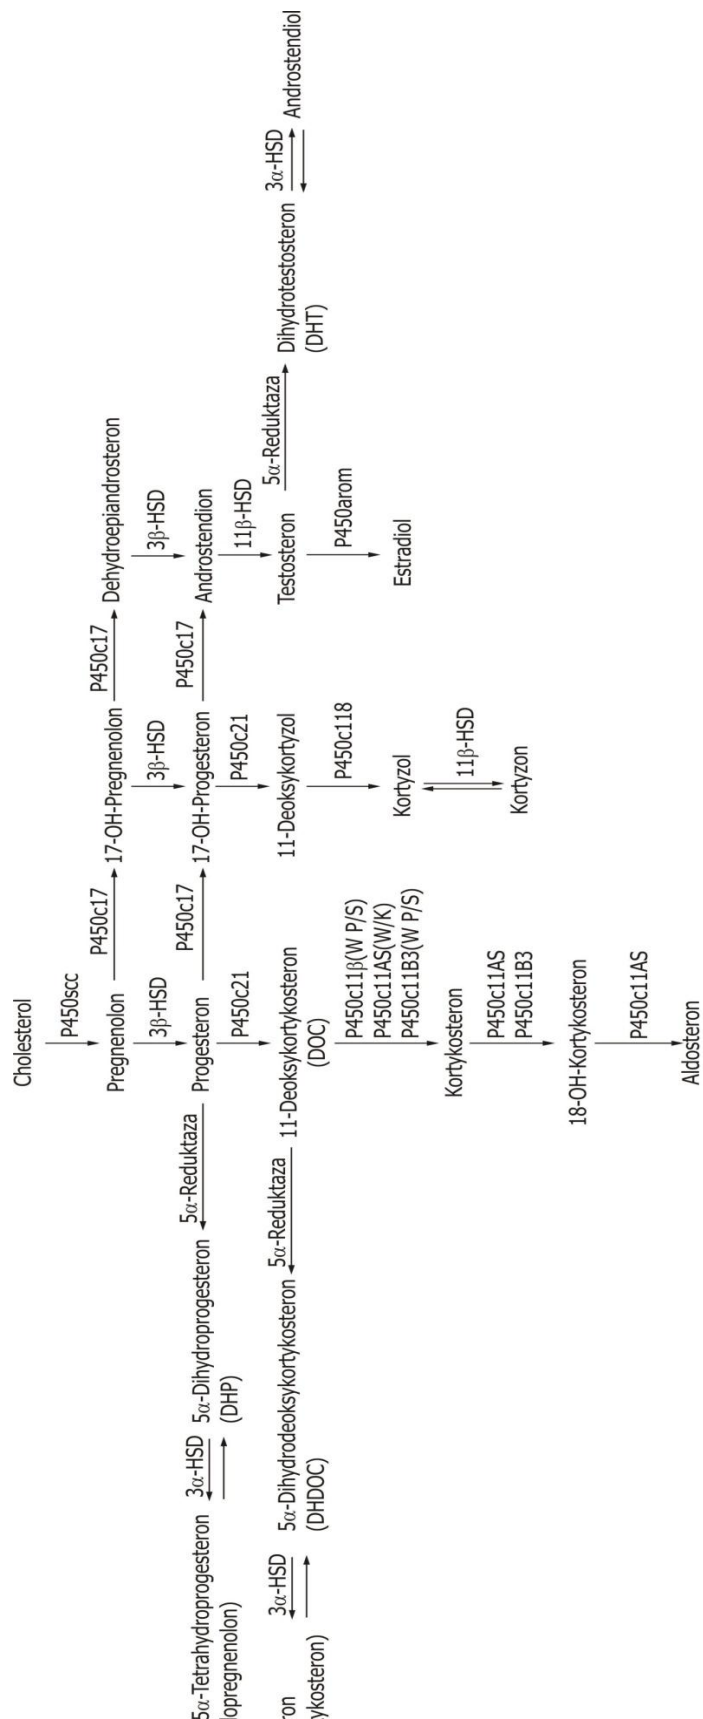 Cholesterol
P450scc
Pregnenolon
P450c17
17-OH-Pregnenolon
P450c17
Dehydroepiandrosteron
3β-HSD
3β-HSD
3β-HSD
5α-Tetrahydroprogesteron
lopregnenolon)
3α-HSD
5α-Dihydroprogesteron
(DHP)
5α-Reduktaza
Progesteron
P450c17
17-OH-Progesteron
P450c17
Androstendion
P450c21
P450c21
11β-HSD
ron
ykosteron)
3α-HSD
5α-Dihydrodeoksykortykosteron
(DHDOC)
5α-Reduktaza
11-Deoksykortykosteron
(DOC)
11-Deoksykortyzol
Testosteron
5α-Reduktaza
Dihydrotestosteron
(DHT)
3α-HSD
Androstendiol
P450c11β(W P/S)
P450c11AS(W/K)
P450c11B3(W P/S)
P450c118
P450arom
Kortykosteron
Kortyzol
Estradiol
P450c11AS
P450c11B3
11β-HSD
Kortyzon
18-OH-Kortykosteron
P450c11AS
Aldosteron